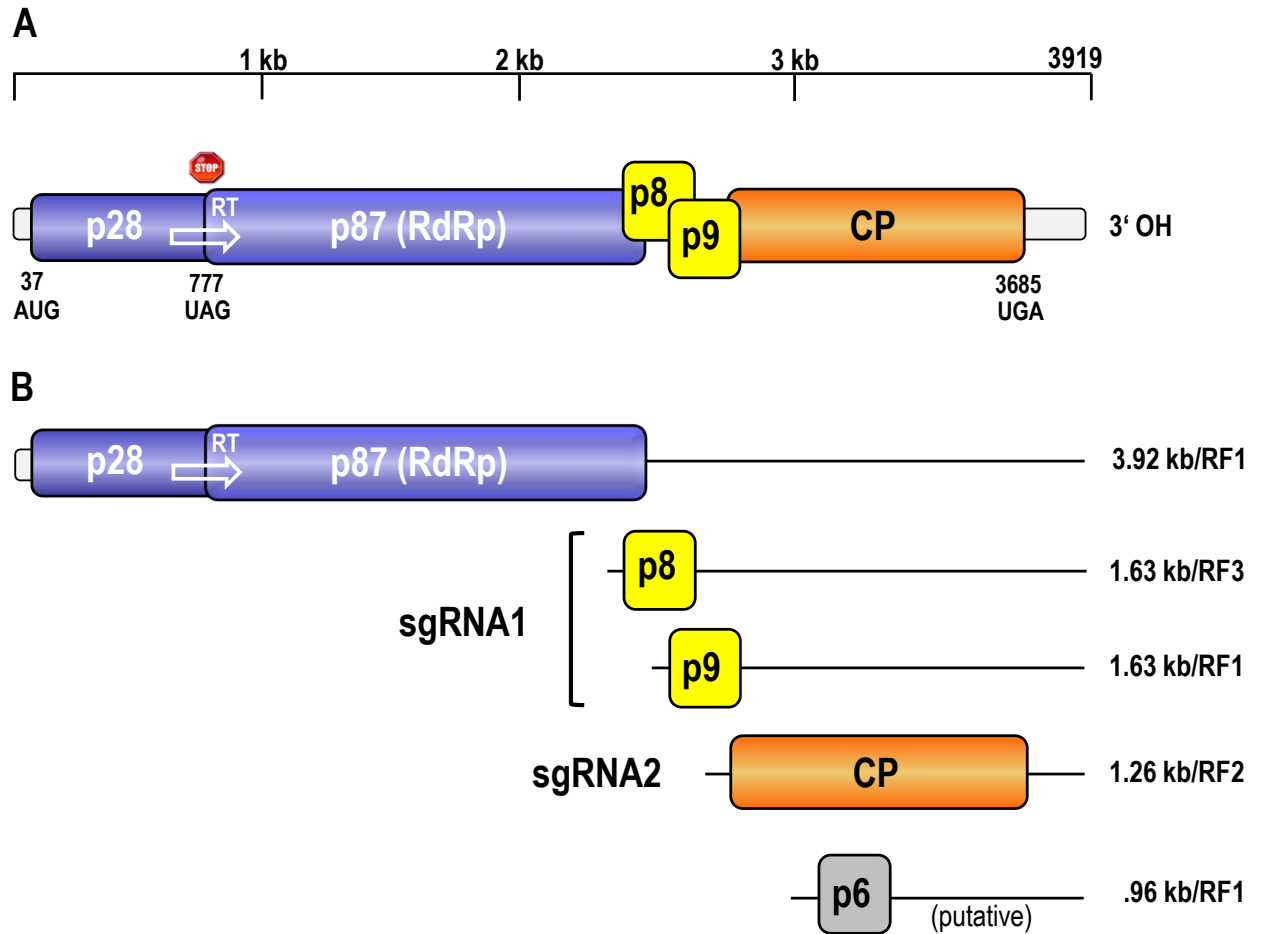 A
1 kb 2 kb 3 kb 3919
STOP
p28 RT p87 (RdRp) p8 p9 CP 3‘ OH
37 777 3685
AUG UAG UGA
B
p28 RT p87 (RdRp) 3.92 kb/RF1
p8 1.63 kb/RF3
sgRNA1
p9 1.63 kb/RF1
sgRNA2 CP 1.26 kb/RF2
p6 .96 kb/RF1
(putative)